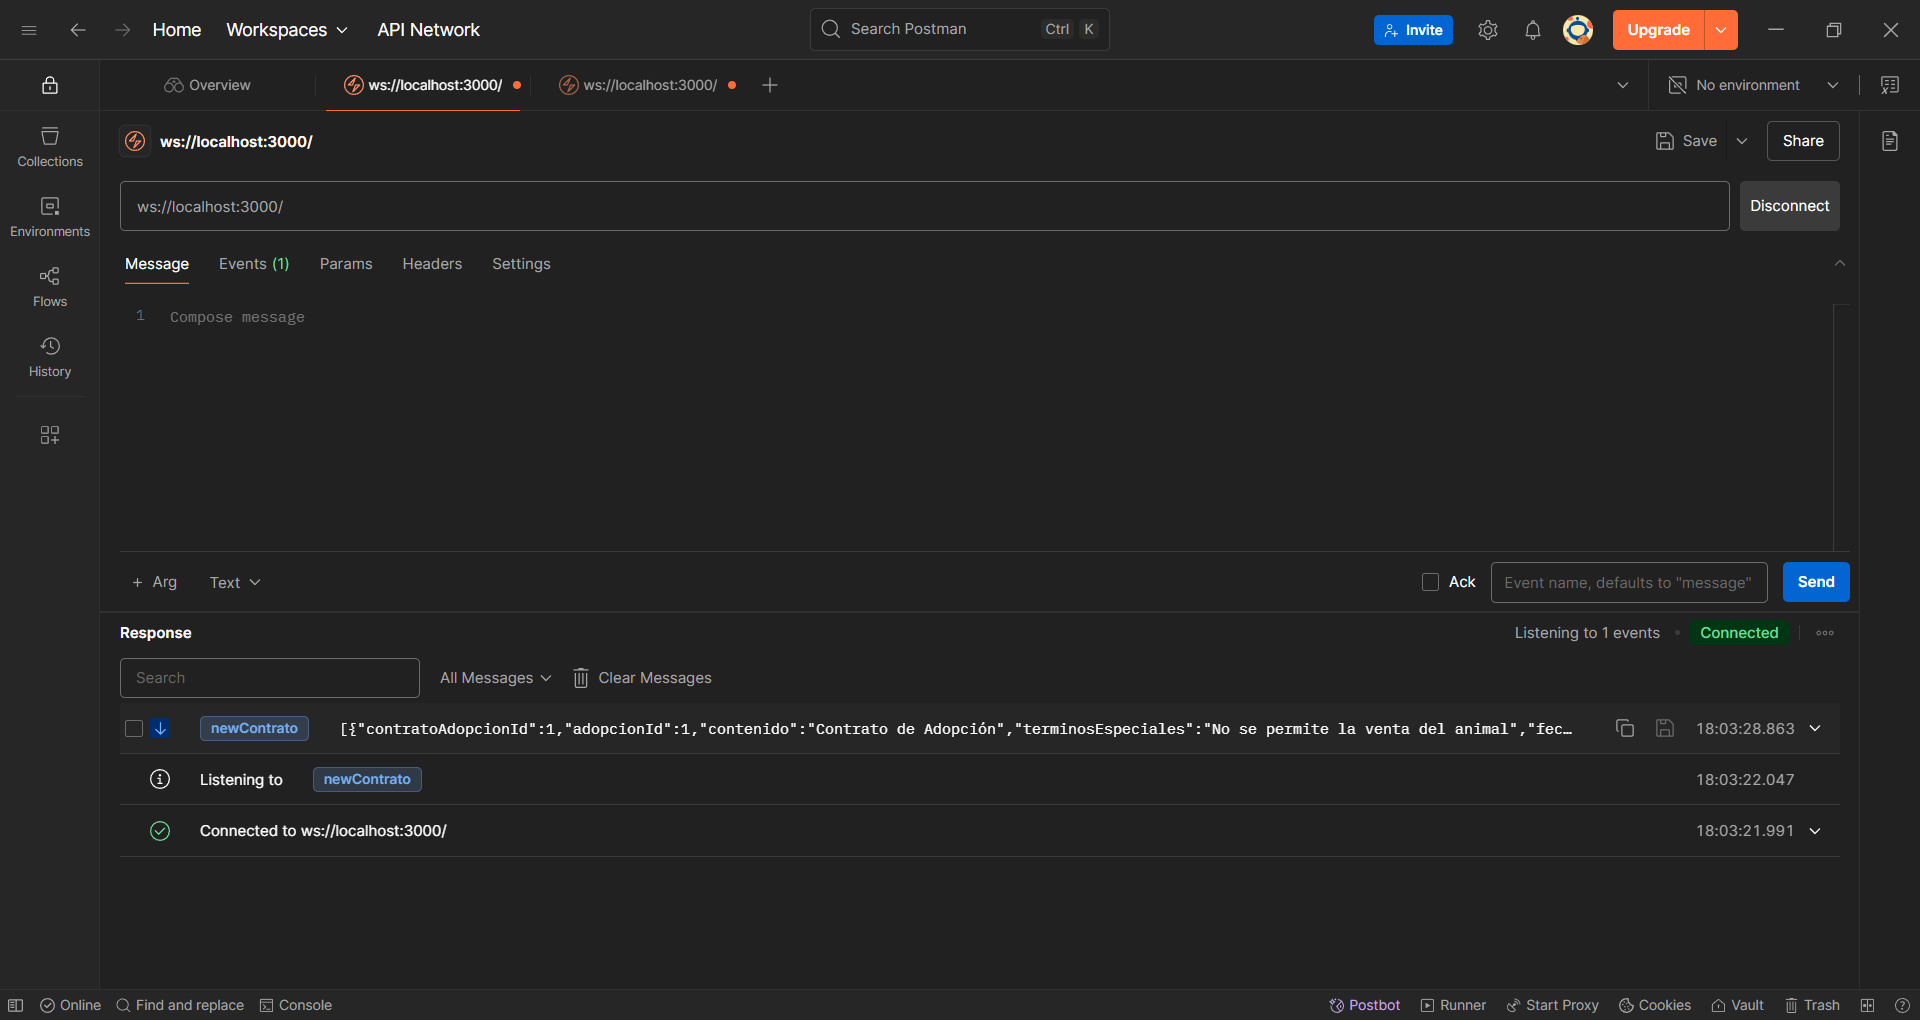 Home Workspaces API Network Search Postman Ctrl K Invite Upgrade
Overview ws://localhost:3000/ ws://localhost:3000/ No environment
ws://localhost:3000/ Save Share
Collections
ws://localhost:3000/ Disconnect
Environments
Message Events (1) Params Headers Settings
Flows
1 Compose message
History
+ Arg Text Ack Event name, defaults to "message" Send
Response Listening to 1 events Connected
Search All Messages Clear Messages
newContrato [{"contratoAdopcionId":1,"adopcionId":1,"contenido":"Contrato de Adopción","terminosEspeciales":"No se permite la venta del animal","fec… 18:03:28.863
Listening to newContrato 18:03:22.047
Connected to ws://localhost:3000/ 18:03:21.991
Online Find and replace Console Postbot Runner Start Proxy Cookies Vault Trash